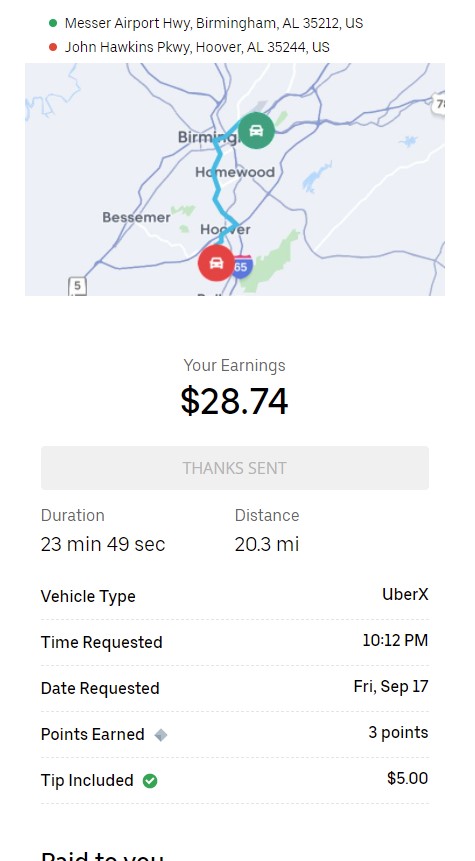 Messer Airport Hwy, Birmingham, AL 35212, US
John Hawkins Pkwy, Hoover, AL 35244, US
Homewood
Bessemer
Hoover
65
5
Your Earnings
$28.74
THANKS SENT
Duration Distance
23 min 49 sec 20.3 mi
Vehicle Type UberX
Time Requested 10:12 PM
Date Requested Fri, Sep 17
Points Earned 3 points
Tip Included $5.00
Paid to you